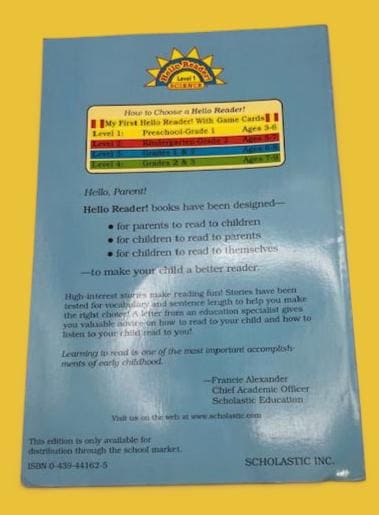 Hello Reader!
Level 1
SCIENCE
How to Choose a Hello Reader!
My First Hello Reader! With Game Cards
Level 1: Preschool-Grade 1 Ages 3-6
Level 2: Kindergarten-Grade 2 Ages 5-7
Level 3: Grades 1 & 2 Ages 6-8
Level 4: Grades 2 & 3 Ages 7-9
Hello, Parent!
Hello Reader! books have been designed—
• for parents to read to children
• for children to read to parents
• for children to read to themselves
—to make your child a better reader.
High-interest stories make reading fun! Stories have been
tested for vocabulary and sentence length to help you make
the right choice! A letter from an education specialist gives
you valuable advice on how to read to your child and how to
listen to your child read to you!
Learning to read is one of the most important accomplish-
ments of early childhood.
—Francie Alexander
Chief Academic Officer
Scholastic Education
Visit us on the web at www.scholastic.com
This edition is only available for
distribution through the school market.
ISBN 0-439-44162-5
SCHOLASTIC INC.